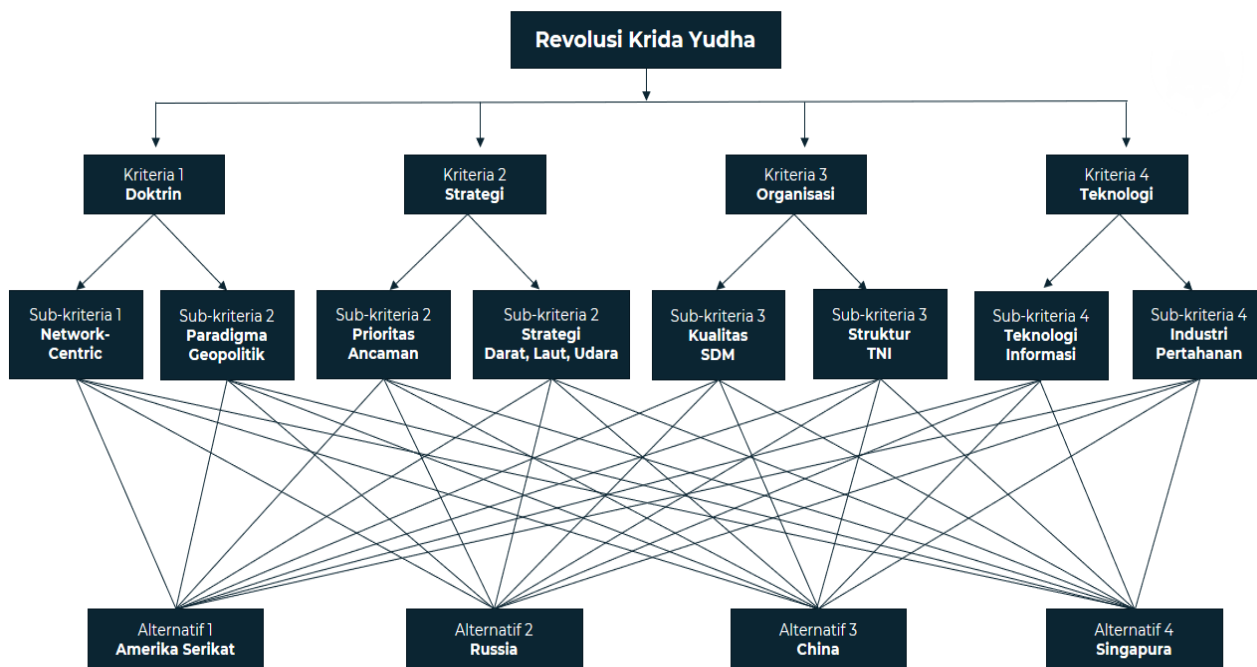 Revolusi Krida Yudha
Kriteria 1
Doktrin
Kriteria 2
Strategi
Kriteria 3
Organisasi
Kriteria 4
Teknologi
Sub-kriteria 1
Network-
Centric
Sub-kriteria 2
Paradigma
Geopolitik
Sub-kriteria 2
Prioritas
Ancaman
Sub-kriteria 2
Strategi
Darat, Laut, Udara
Sub-kriteria 3
Kualitas
SDM
Sub-kriteria 3
Struktur
TNI
Sub-kriteria 4
Teknologi
Informasi
Sub-kriteria 4
Industri
Pertahanan
Alternatif 1
Amerika Serikat
Alternatif 2
Russia
Alternatif 3
China
Alternatif 4
Singapura